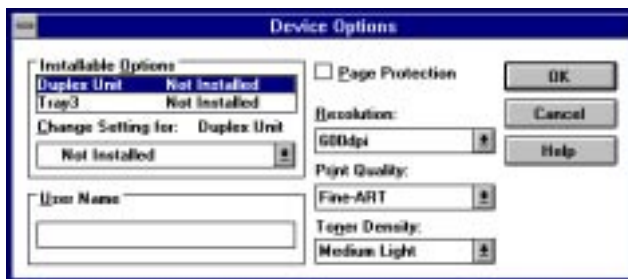 Device Options
Installable Options
Duplex Unit Not Installed
Tray3 Not Installed
Change Setting for: Duplex Unit
Not Installed
User Name
Page Protection
Resolution:
600dpi
Print Quality:
Fine-ART
Toner Density:
Medium Light
OK
Cancel
Help